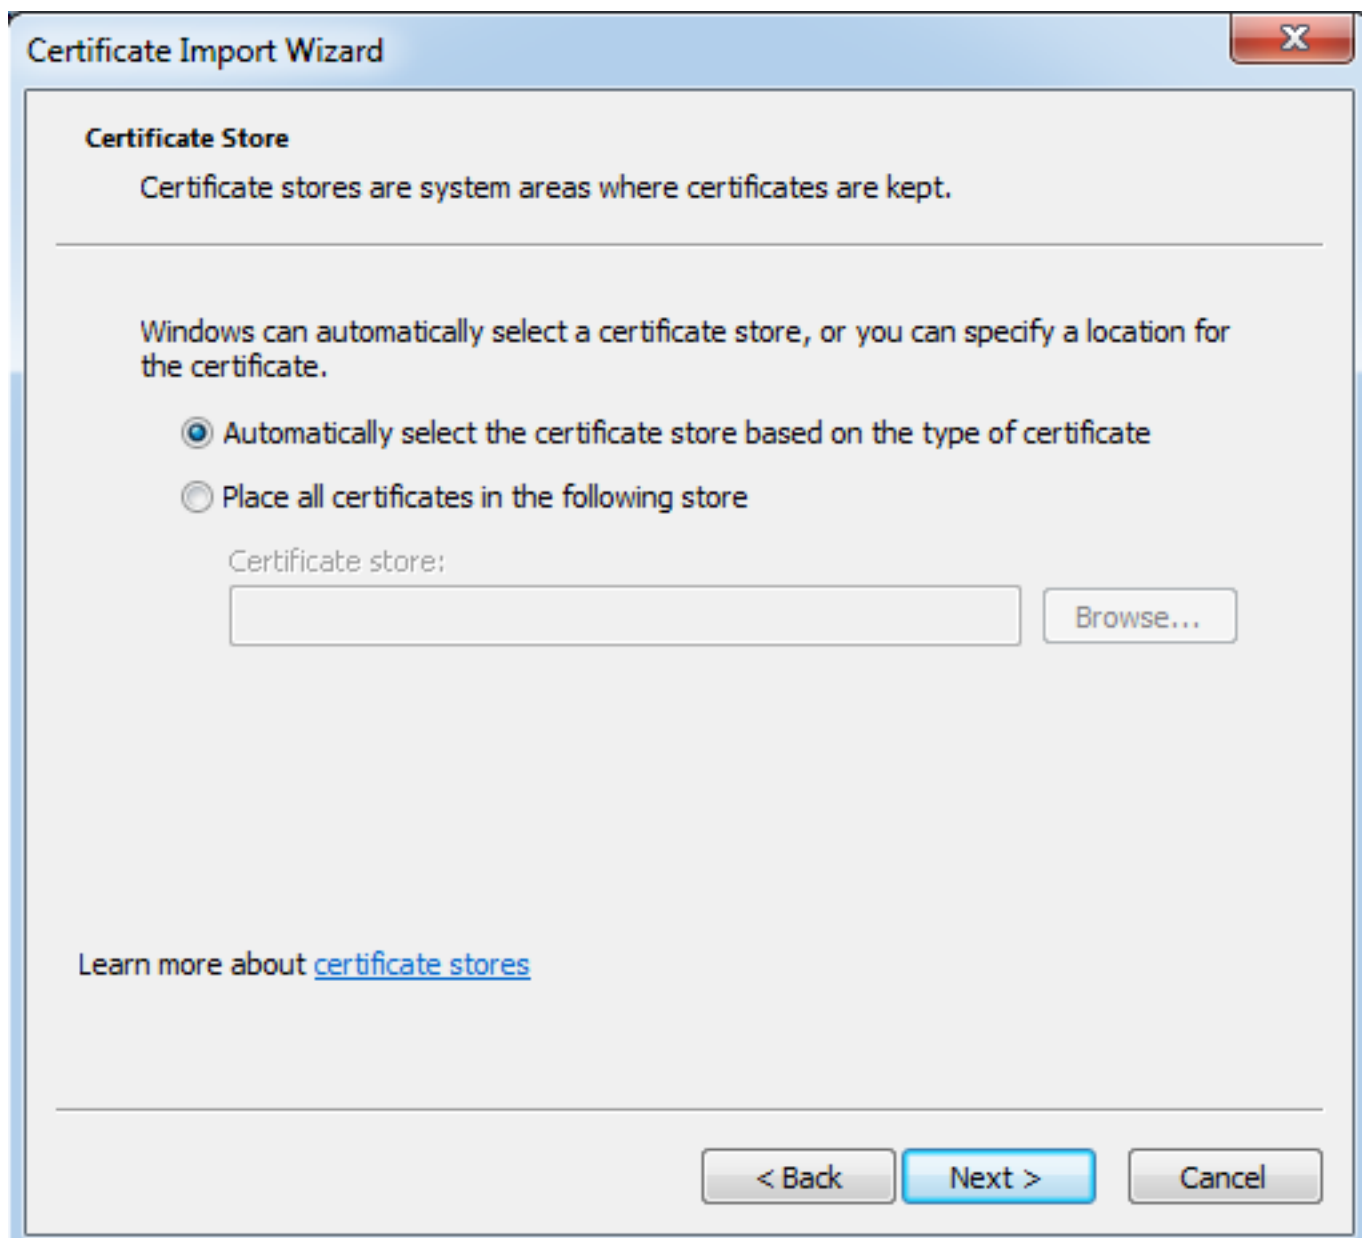 Certificate Import Wizard
X
Certificate Store
Certificate stores are system areas where certificates are kept.
Windows can automatically select a certificate store, or you can specify a location for
the certificate.
Automatically select the certificate store based on the type of certificate
Place all certificates in the following store
Certificate store:
Browse...
Learn more about certificate stores
< Back Next > Cancel